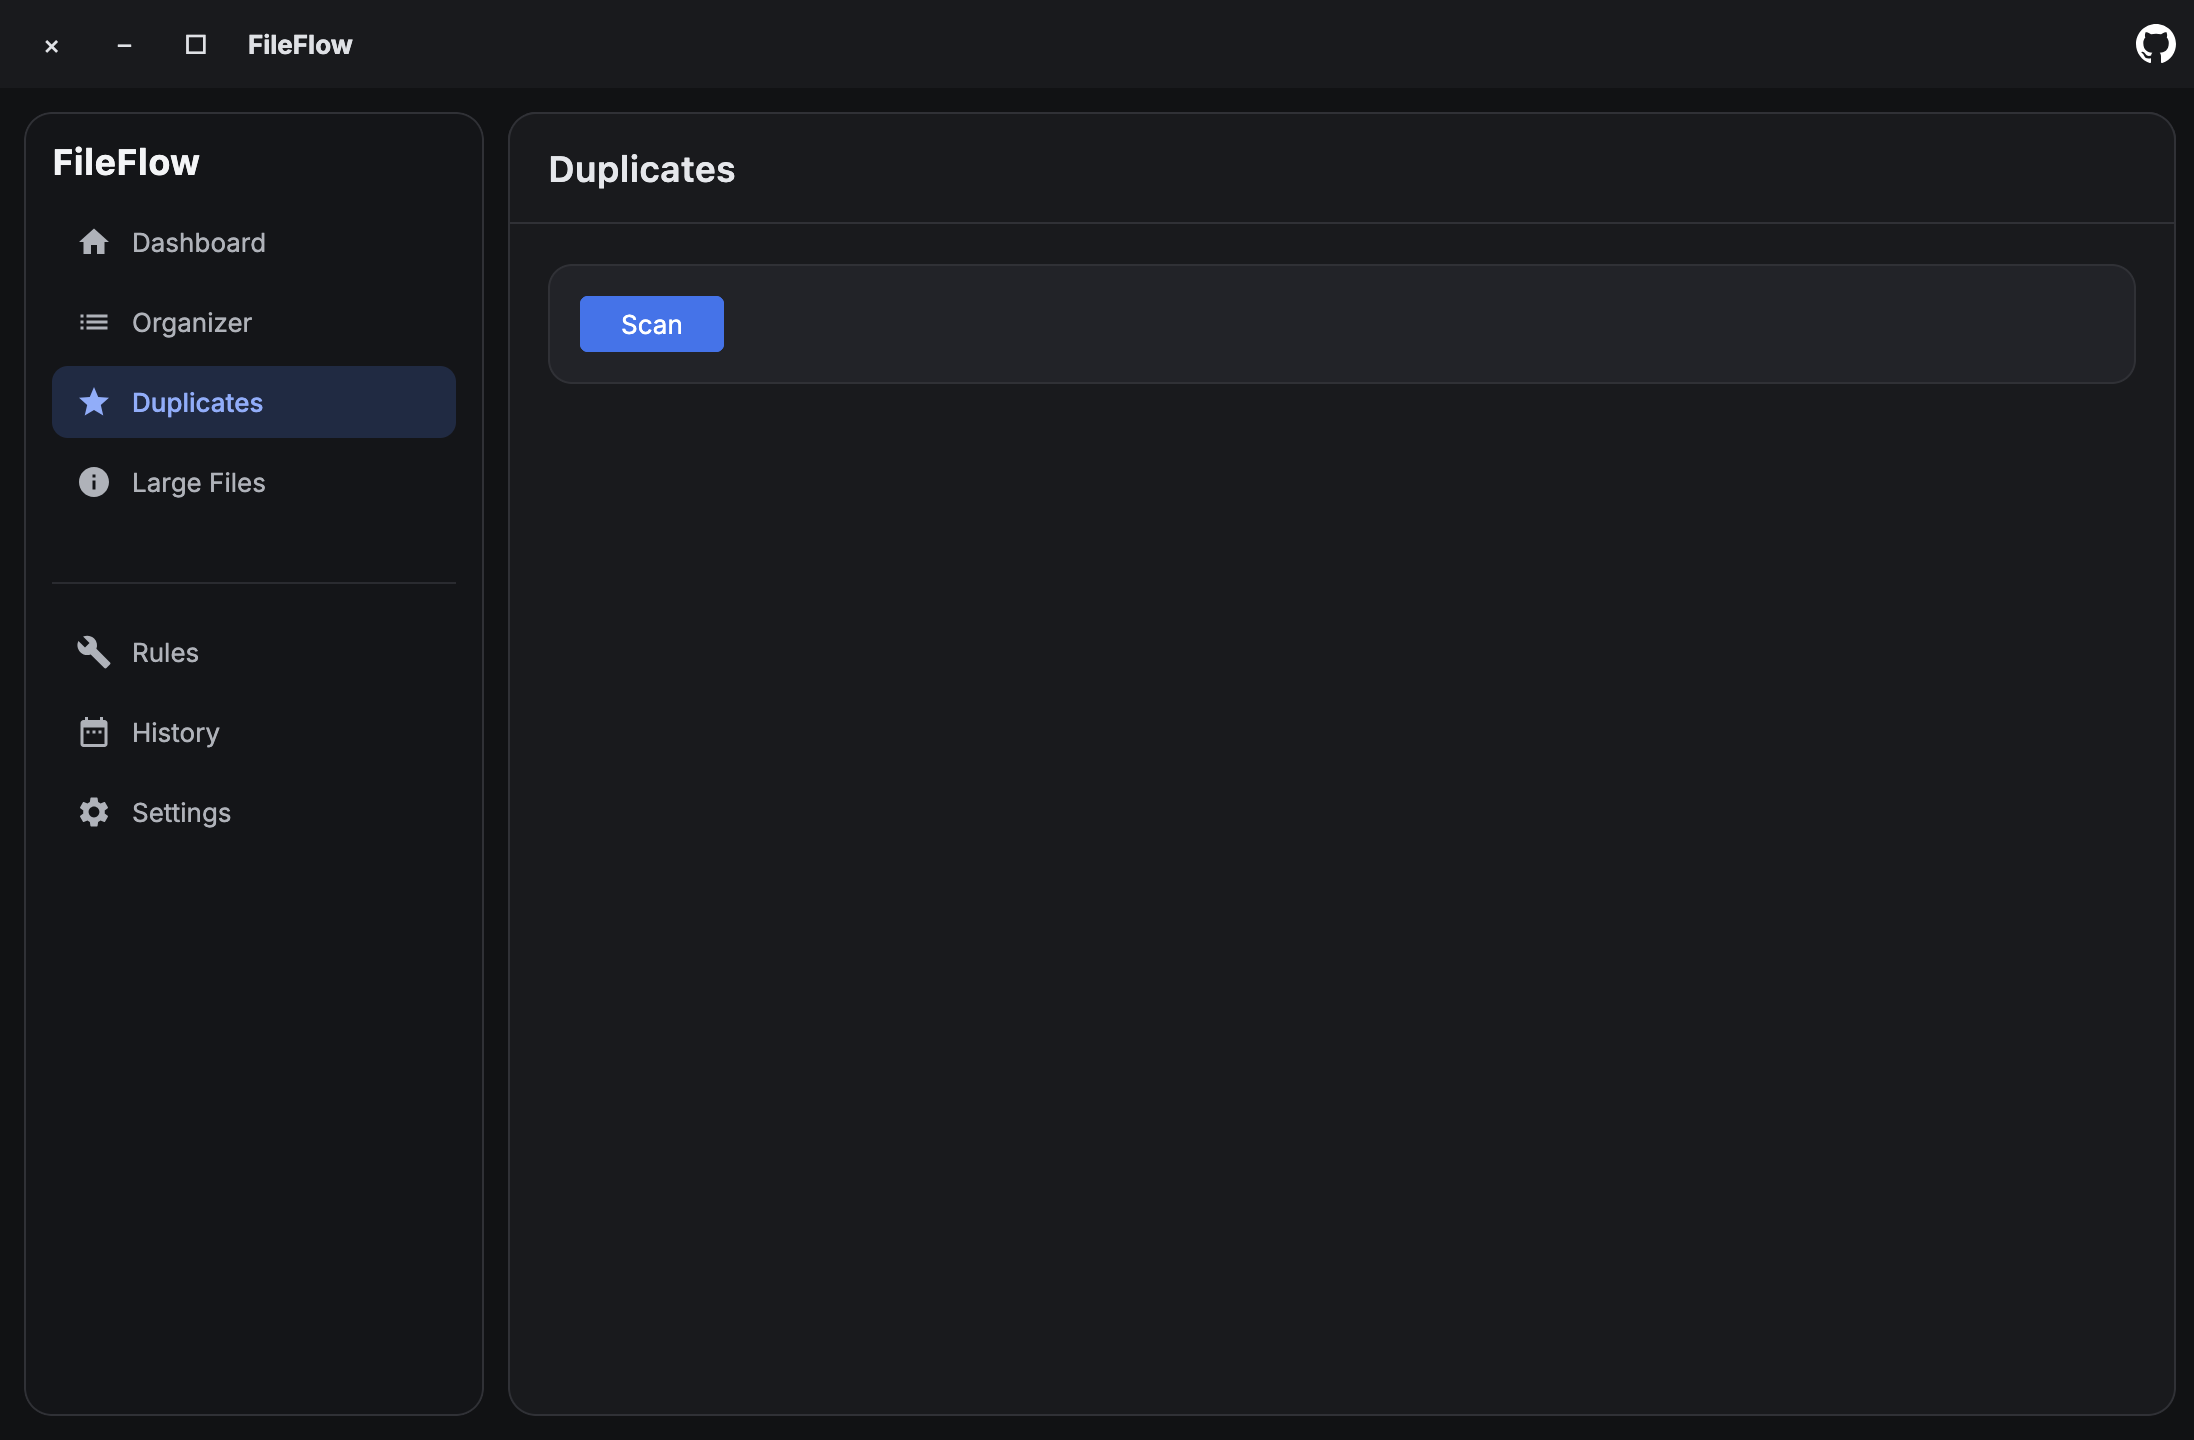 FileFlow
FileFlow
Dashboard
Organizer
Duplicates
Large Files
Rules
History
Settings
Duplicates
Scan